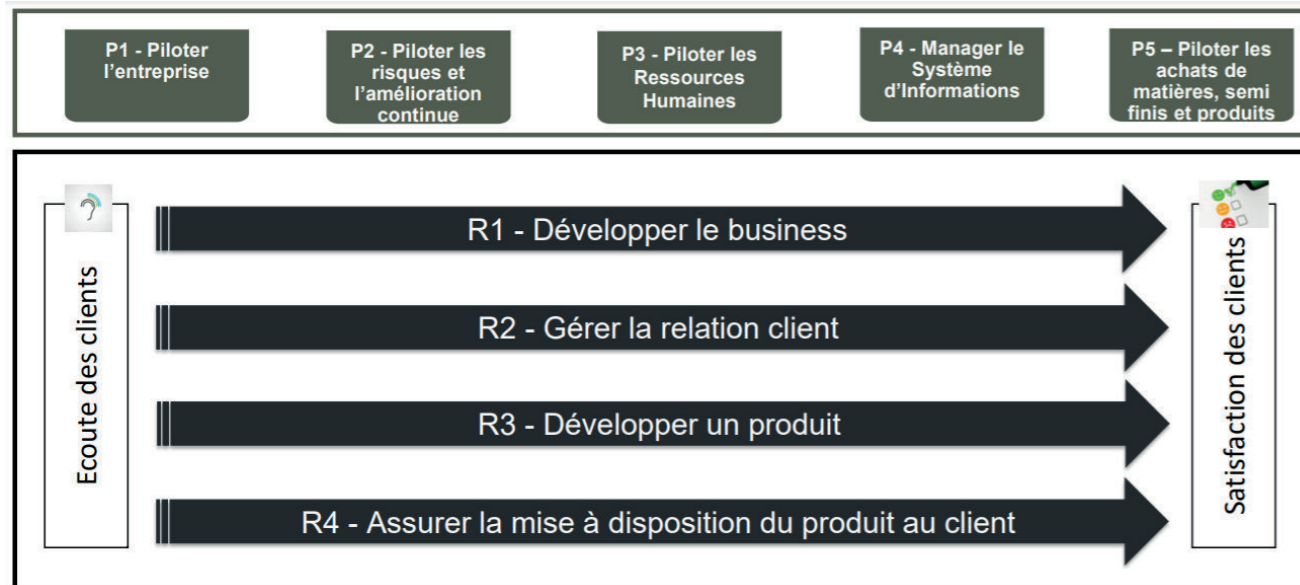 P1 - Piloter
l'entreprise
P2 - Piloter les
risques et
l'amélioration
continue
P3 - Piloter les
Ressources
Humaines
P4 - Manager le
Système
d'Informations
P5 – Piloter les
achats de
matières, semi
finis et produits
Ecoute des clients
R1 - Développer le business
R2 - Gérer la relation client
R3 - Développer un produit
R4 - Assurer la mise à disposition du produit au client
Satisfaction des clients